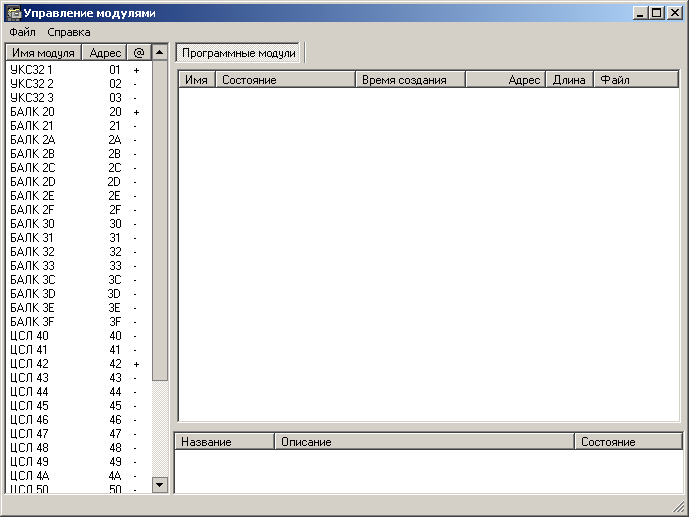 Управление модулями
Файл Справка
Имя модуля Адрес @
УКС32 1 01 +
УКС32 2 02 -
УКС32 3 03 -
БАЛК 20 20 +
БАЛК 21 21 -
БАЛК 2A 2A -
БАЛК 2B 2B -
БАЛК 2C 2C -
БАЛК 2D 2D -
БАЛК 2E 2E -
БАЛК 2F 2F -
БАЛК 30 30 -
БАЛК 31 31 -
БАЛК 32 32 -
БАЛК 33 33 -
БАЛК 3C 3C -
БАЛК 3D 3D -
БАЛК 3E 3E -
БАЛК 3F 3F -
ЦСЛ 40 40 -
ЦСЛ 41 41 -
ЦСЛ 42 42 +
ЦСЛ 43 43 -
ЦСЛ 44 44 -
ЦСЛ 45 45 -
ЦСЛ 46 46 -
ЦСЛ 47 47 -
ЦСЛ 48 48 -
ЦСЛ 49 49 -
ЦСЛ 4A 4A -
ЦСЛ 50 50 -
Программные модули
Имя Состояние Время создания Адрес Длина Файл
Название Описание Состояние